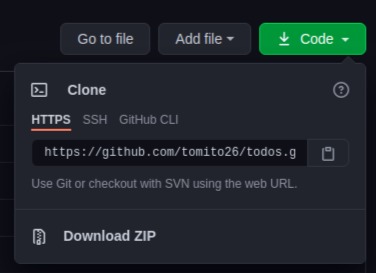 Go to file Add file Code
Clone
HTTPS SSH GitHub CLI
https://github.com/tomito26/todos.g
Use Git or checkout with SVN using the web URL.
Download ZIP